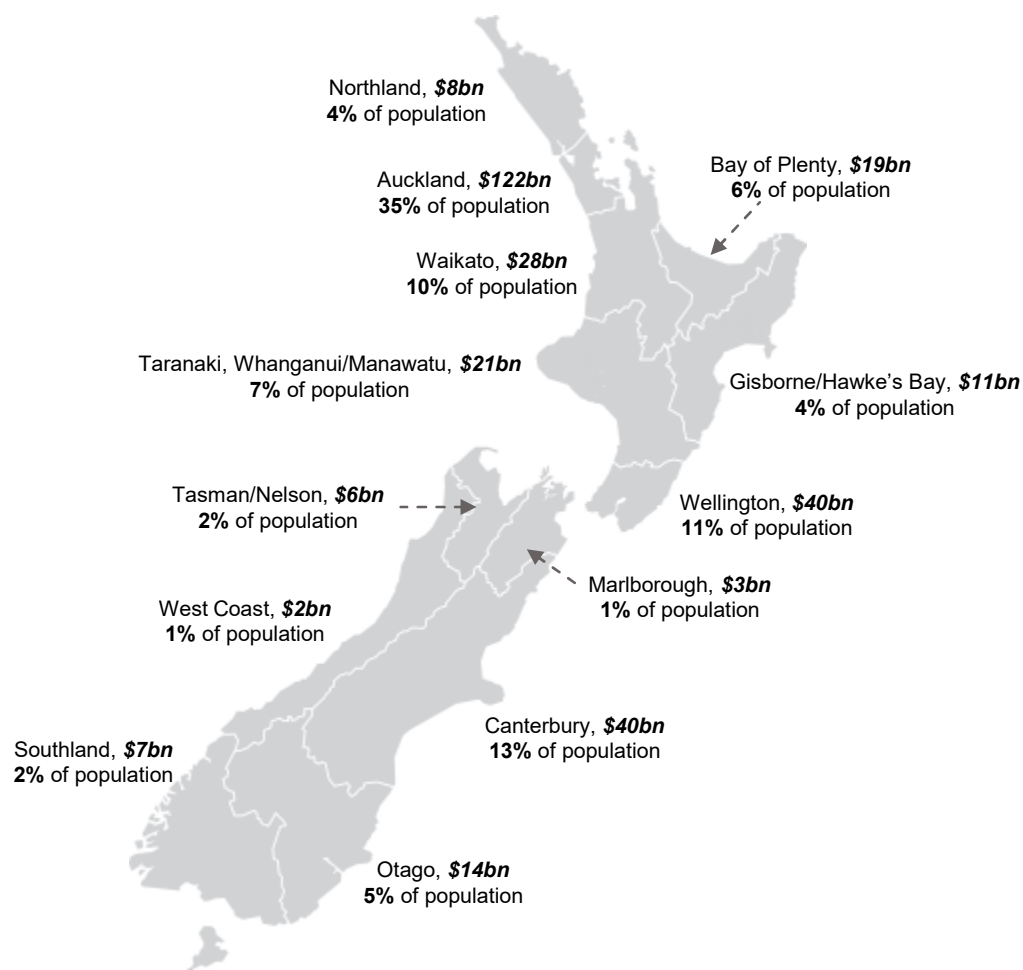 Northland, $8bn
4% of population
Auckland, $122bn
35% of population
Bay of Plenty, $19bn
6% of population
Waikato, $28bn
10% of population
Taranaki, Whanganui/Manawatu, $21bn
7% of population
Gisborne/Hawke’s Bay, $11bn
4% of population
Tasman/Nelson, $6bn
2% of population
Wellington, $40bn
11% of population
Marlborough, $3bn
1% of population
West Coast, $2bn
1% of population
Canterbury, $40bn
13% of population
Southland, $7bn
2% of population
Otago, $14bn
5% of population